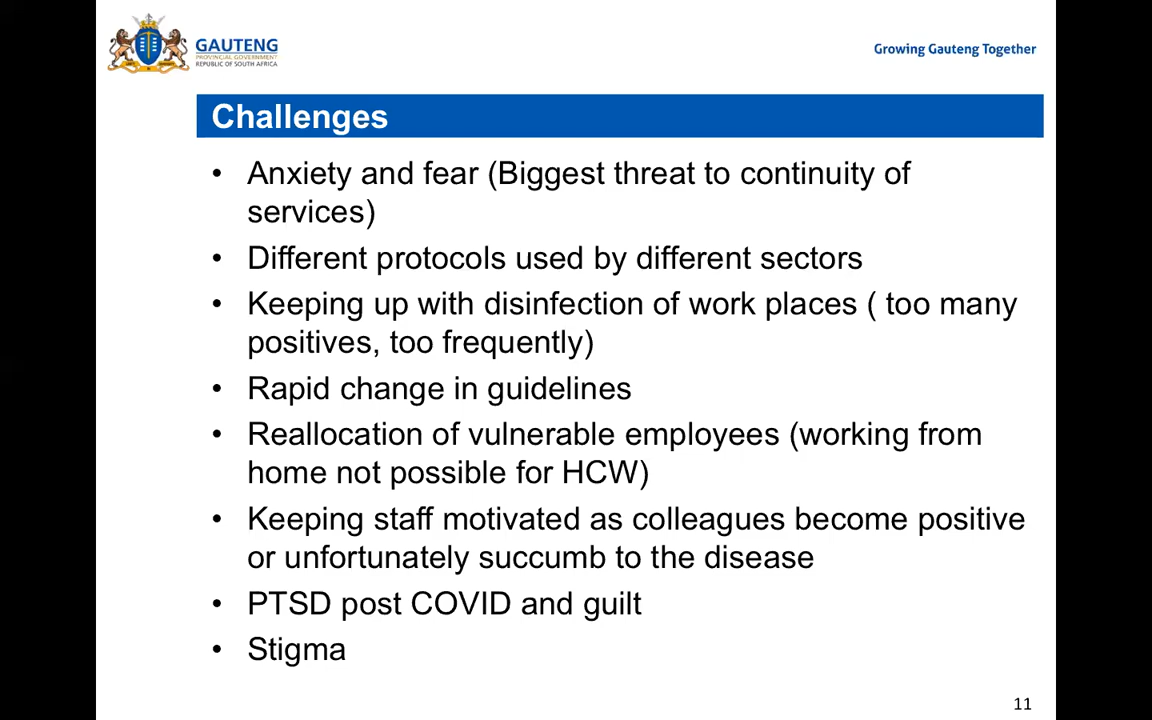 GAUTENG
PROVINCIAL GOVERNMENT
REPUBLIC OF SOUTH AFRICA
Growing Gauteng Together
Challenges
• Anxiety and fear (Biggest threat to continuity of
services)
• Different protocols used by different sectors
• Keeping up with disinfection of work places ( too many
positives, too frequently)
• Rapid change in guidelines
• Reallocation of vulnerable employees (working from
home not possible for HCW)
• Keeping staff motivated as colleagues become positive
or unfortunately succumb to the disease
• PTSD post COVID and guilt
• Stigma
11